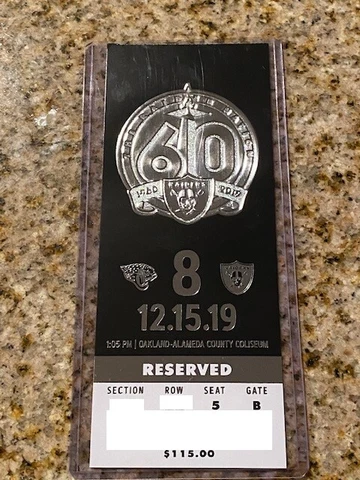 60
1960 2019
RAIDERS
8
12.15.19
1:05 PM | OAKLAND-ALAMEDA COUNTY COLISEUM
RESERVED
SECTION ROW SEAT GATE
5 B
$115.00